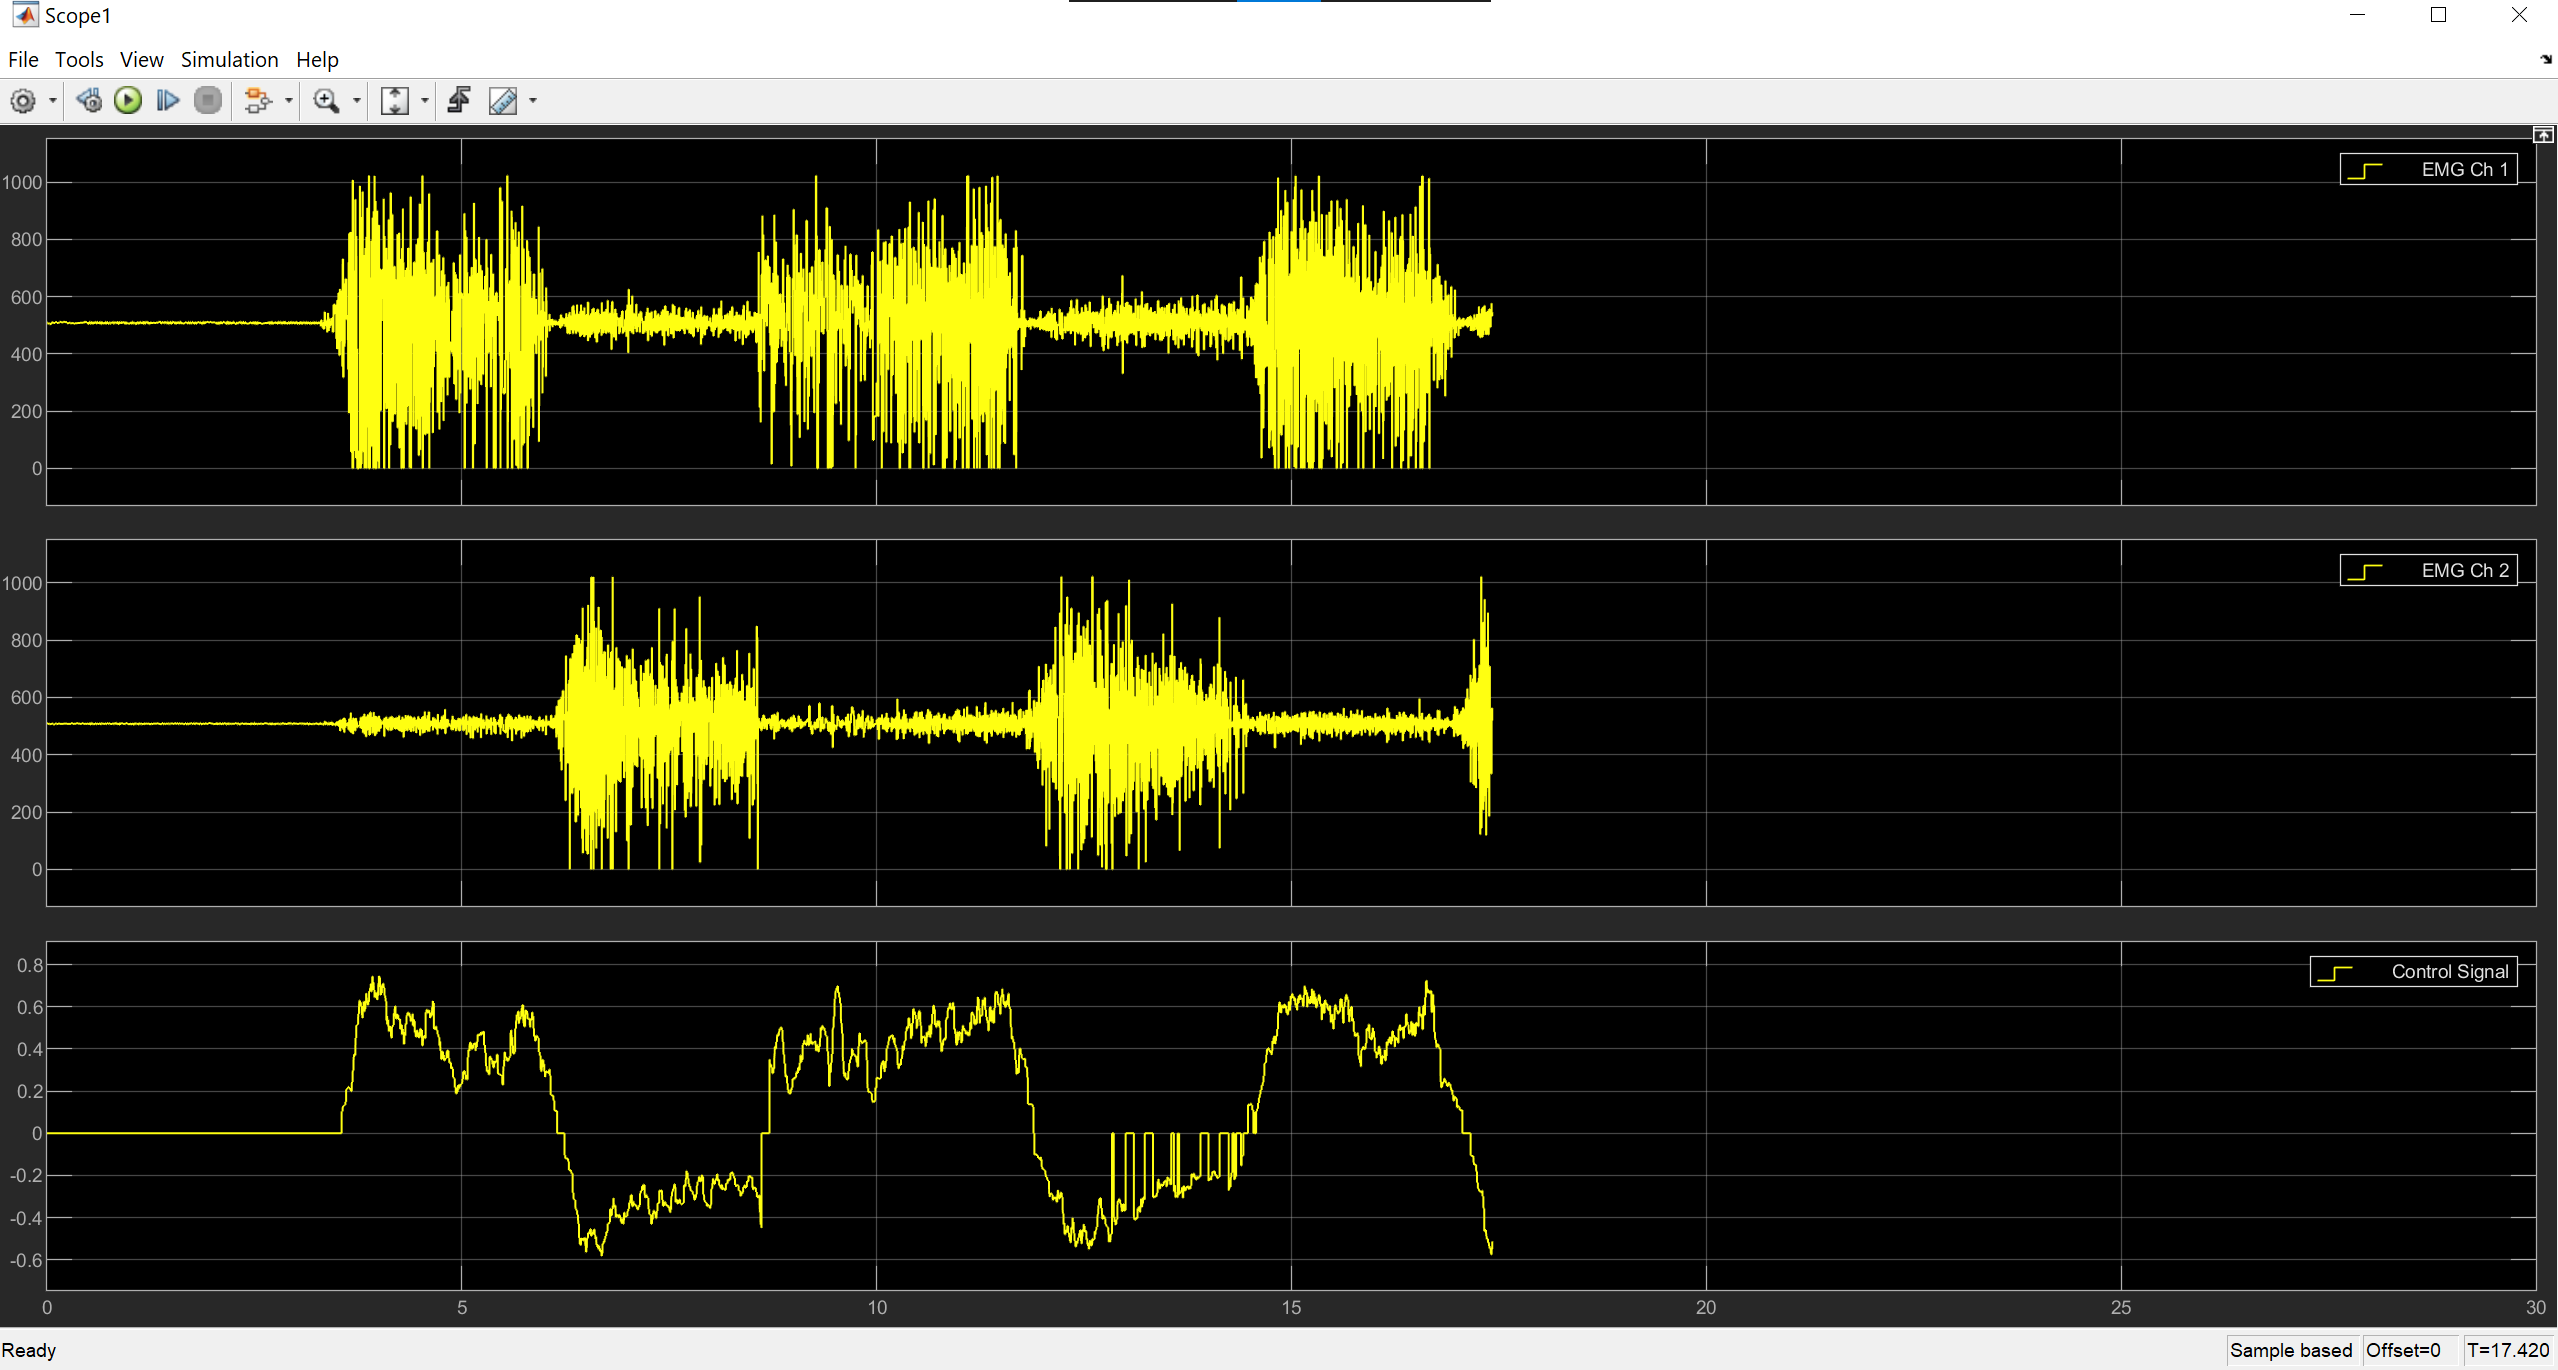 Scope1
File Tools View Simulation Help
EMG Ch 1
1000
800
600
400
200
0
EMG Ch 2
1000
800
600
400
200
0
Control Signal
0.8
0.6
0.4
0.2
0
-0.2
-0.4
-0.6
0 5 10 15 20 25 30
Ready Sample based Offset=0 T=17.420